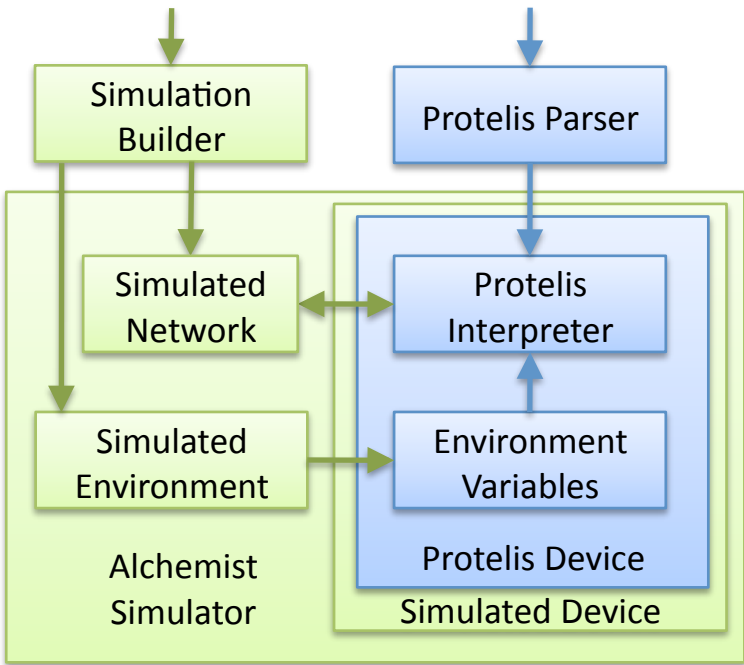 Simulation
Builder
Protelis Parser
Simulated
Network
Protelis
Interpreter
Simulated
Environment
Environment
Variables
Alchemist
Simulator
Protelis Device
Simulated Device